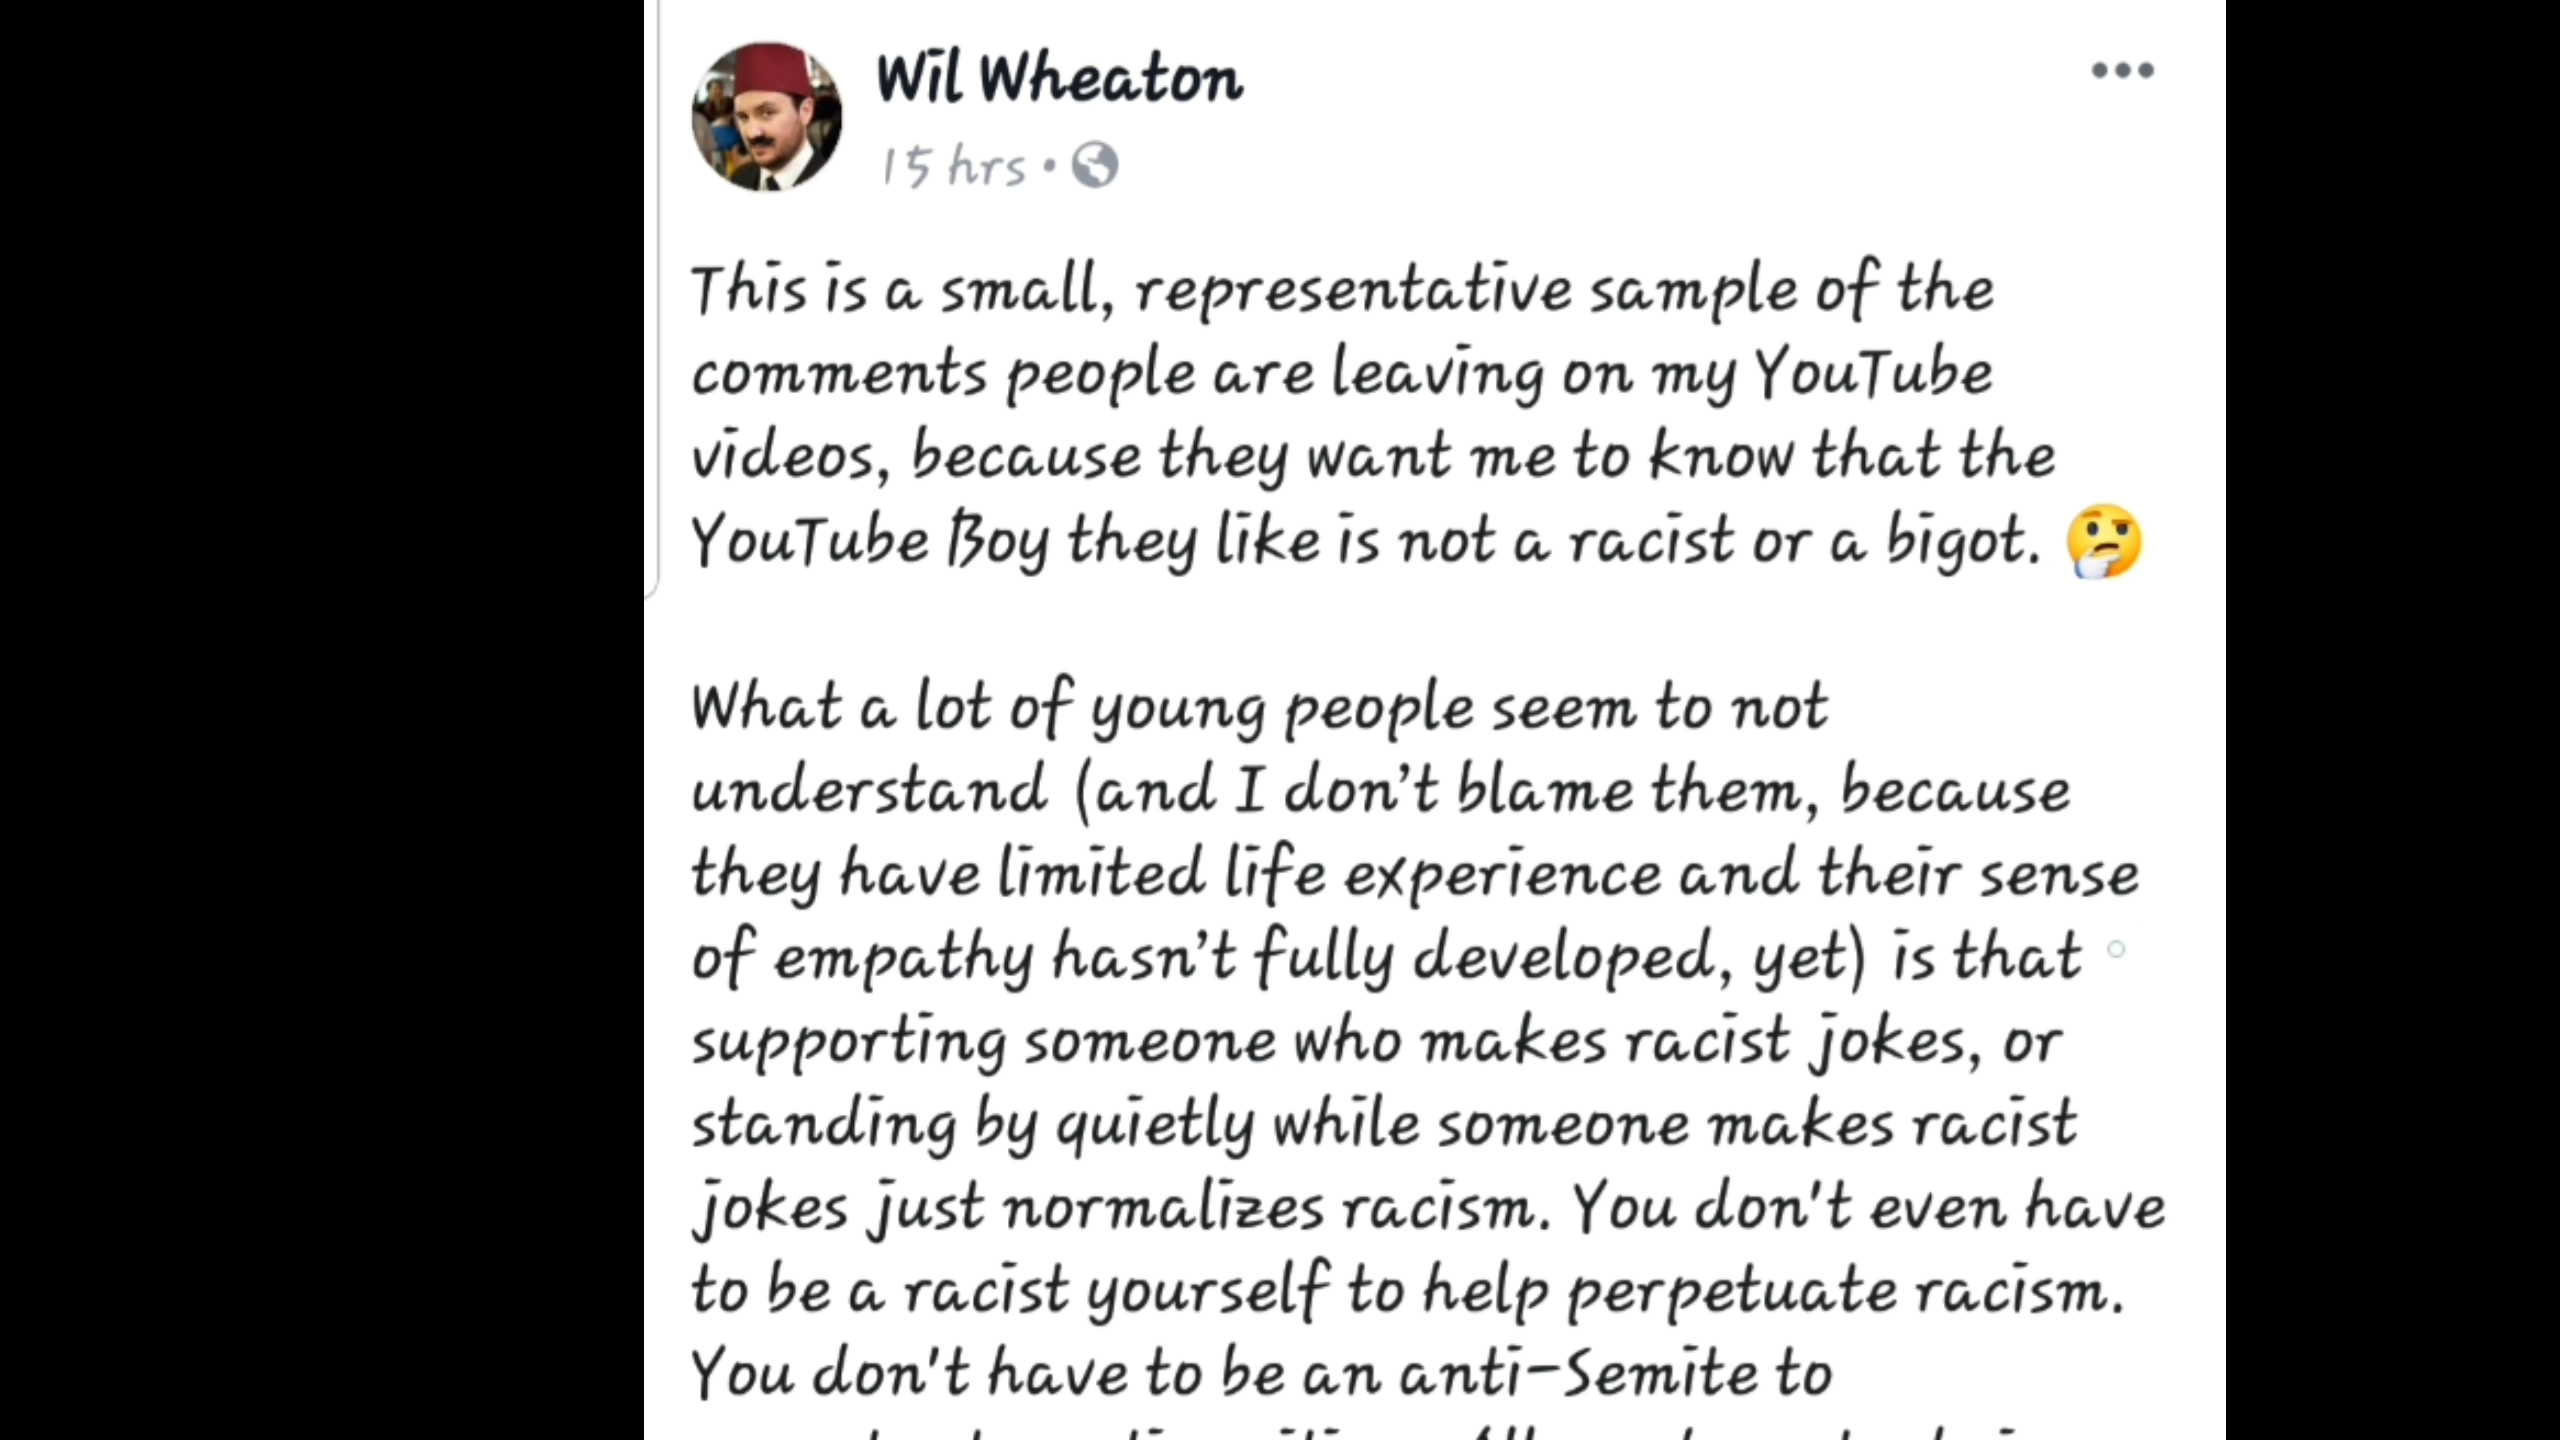 Wil Wheaton
15 hrs •
This is a small, representative sample of the
comments people are leaving on my YouTube
videos, because they want me to know that the
YouTube Boy they like is not a racist or a bigot. 🤔
What a lot of young people seem to not
understand (and I don’t blame them, because
they have limited life experience and their sense
of empathy hasn’t fully developed, yet) is that
supporting someone who makes racist jokes, or
standing by quietly while someone makes racist
jokes just normalizes racism. You don't even have
to be a racist yourself to help perpetuate racism.
You don't have to be an anti-Semite to